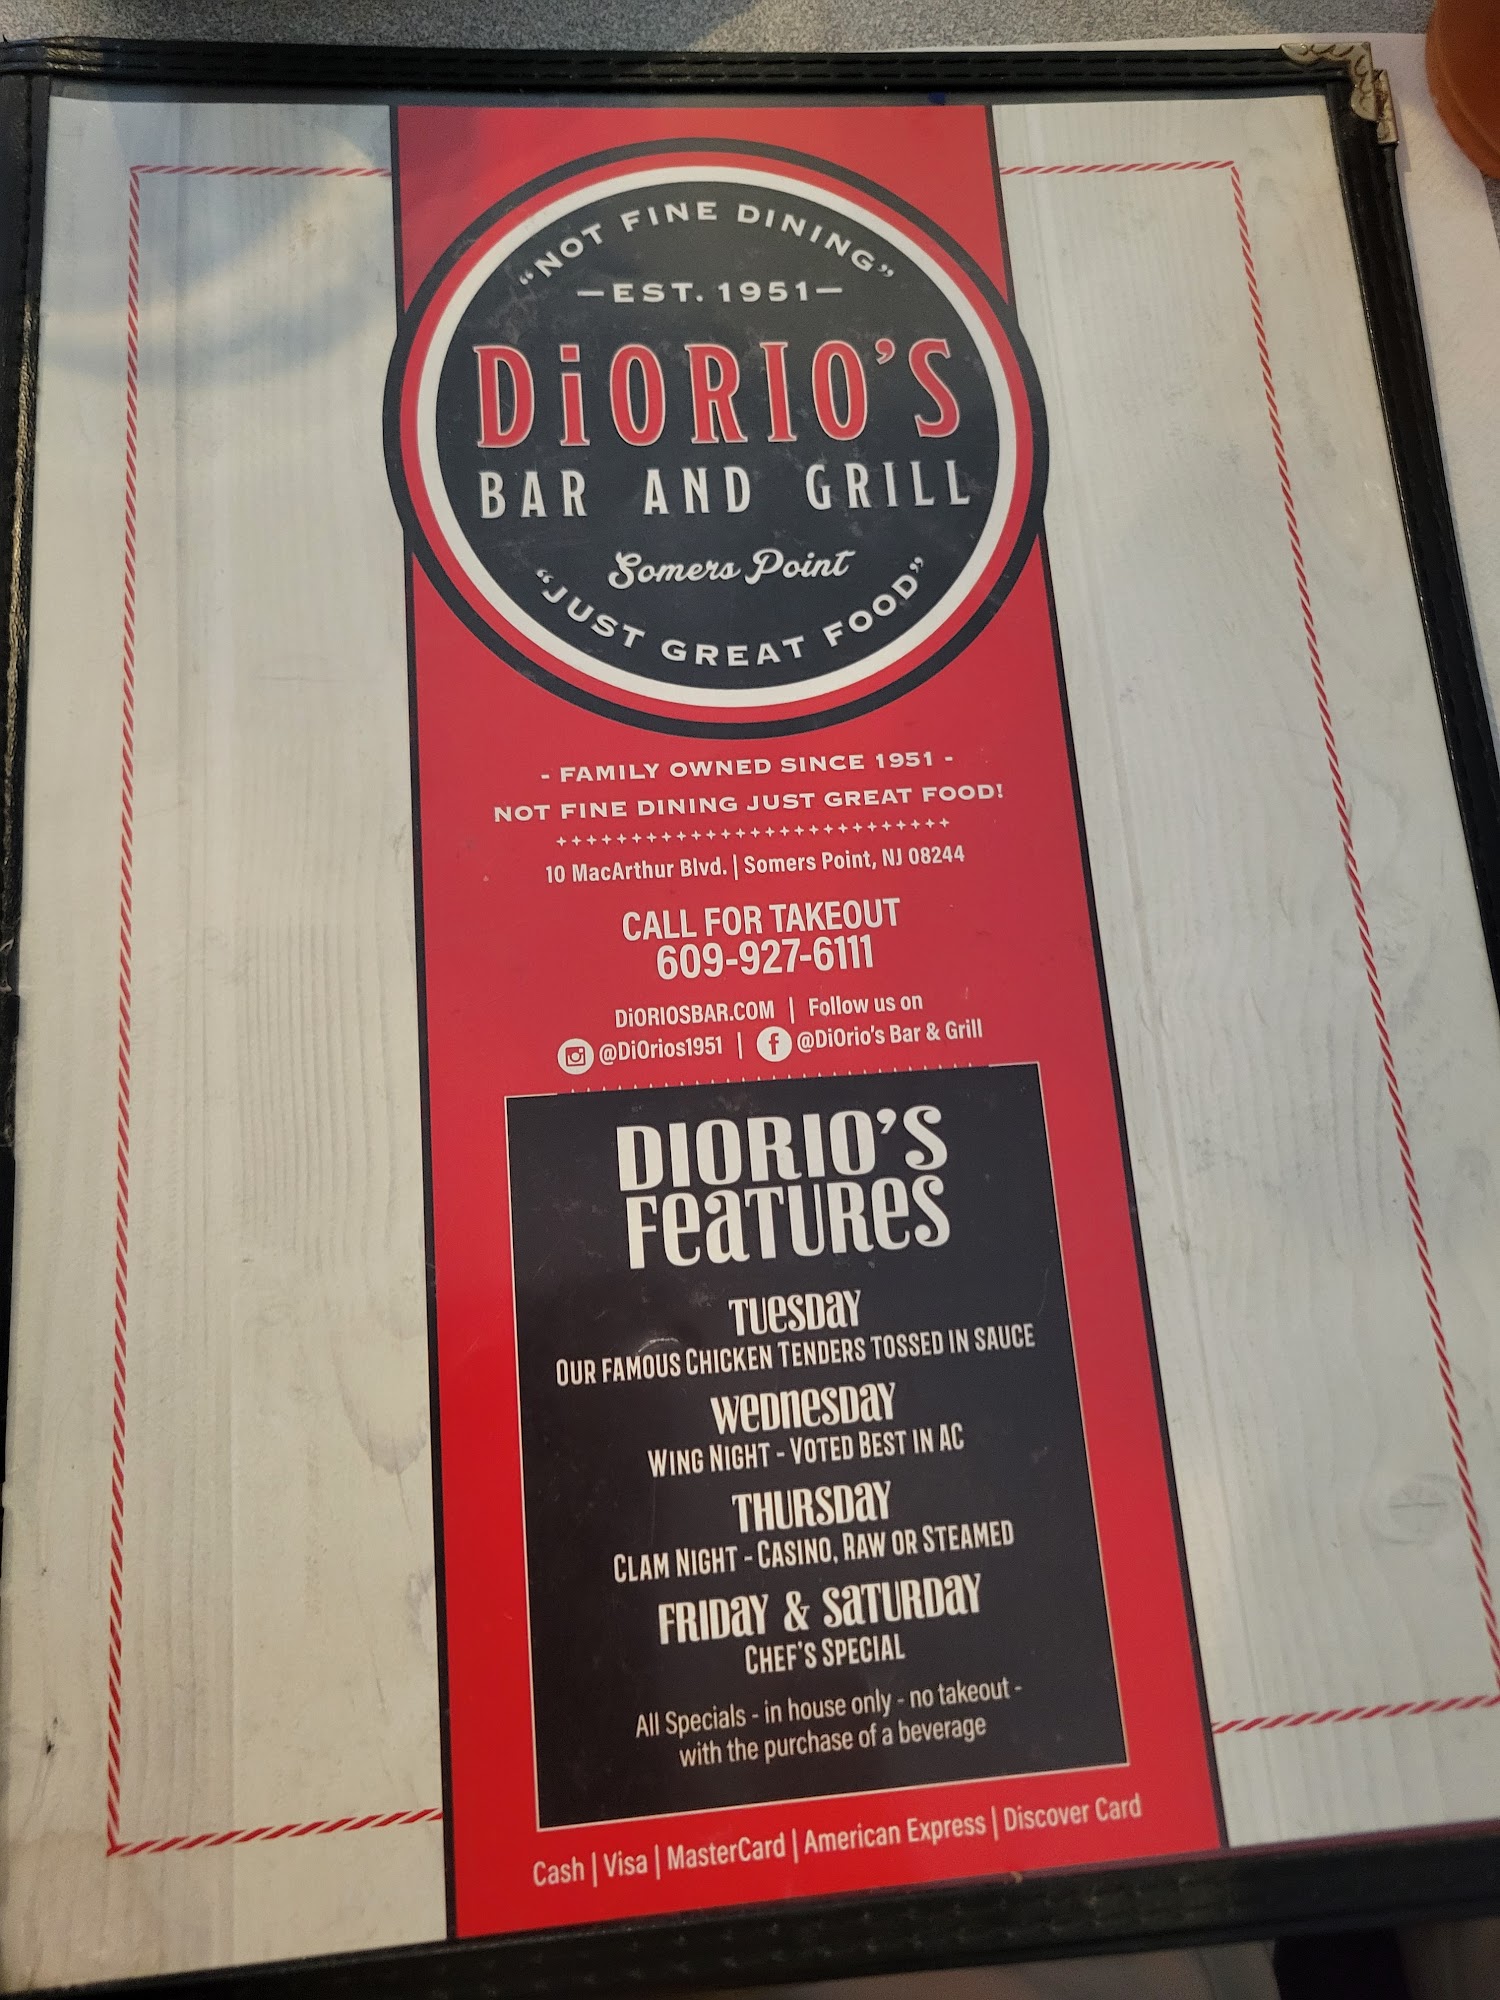 "NOT FINE DINING"
—EST. 1951—
DiORIO'S
BAR AND GRILL
Somers Point
"JUST GREAT FOOD"
- FAMILY OWNED SINCE 1951 -
NOT FINE DINING JUST GREAT FOOD!
10 MacArthur Blvd. | Somers Point, NJ 08244
CALL FOR TAKEOUT
609-927-6111
DiORIOSBAR.COM | Follow us on
@DiOrios1951 | f @DiOrio's Bar & Grill
DIORIO'S
FEATURES
TUESDAY
OUR FAMOUS CHICKEN TENDERS TOSSED IN SAUCE
WEDNESDAY
WING NIGHT - VOTED BEST IN AC
THURSDAY
CLAM NIGHT - CASINO, RAW OR STEAMED
FRIDAY & SATURDAY
CHEF'S SPECIAL
All Specials - in house only - no takeout -
with the purchase of a beverage
Cash | Visa | MasterCard | American Express | Discover Card